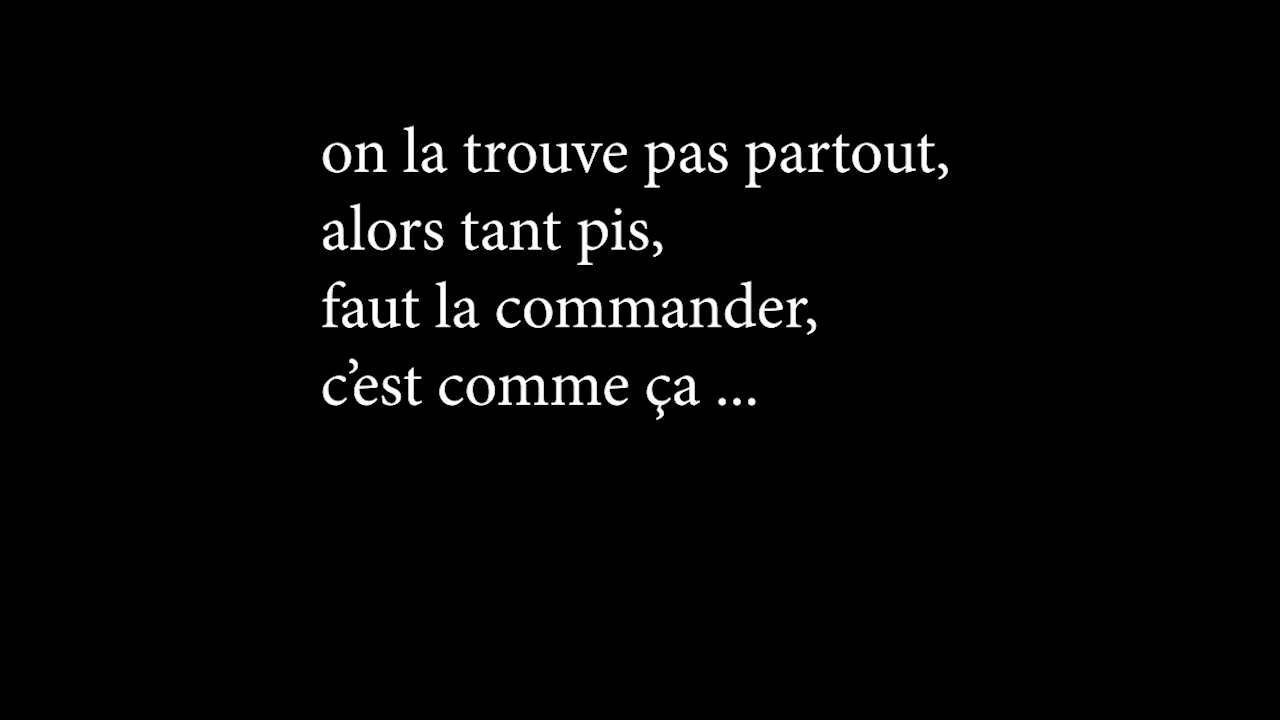 on la trouve pas partout,
alors tant pis,
faut la commander,
c’est comme ça ...